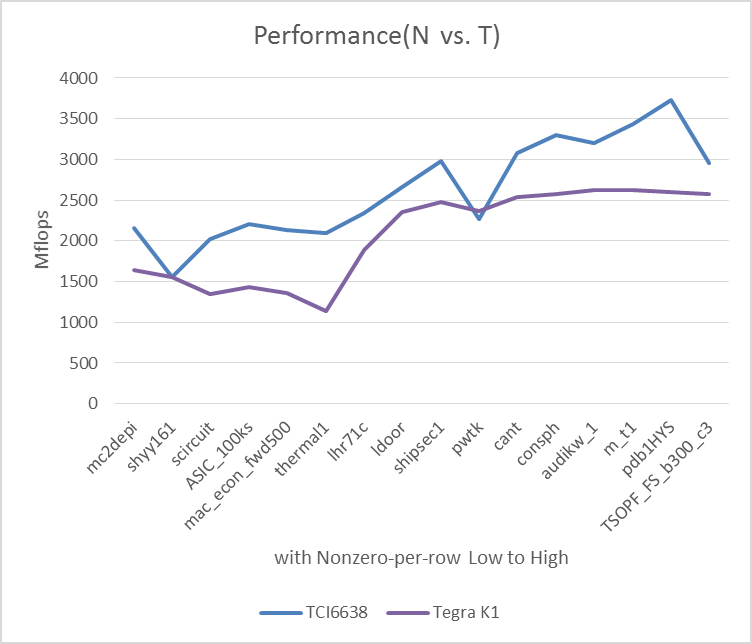 Performance(N vs. T)
Mflops
4000
3500
3000
2500
2000
1500
1000
500
0
mc2depi
shyy161
scircuit
ASIC_100ks
mac_econ_fwd500
thermal1
lhr71c
ldoor
shipsec1
pwtk
cant
consph
audikw_1
m_t1
pdb1HYS
TSOPF_FS_b300_c3
with Nonzero-per-row Low to High
TCI6638
Tegra K1